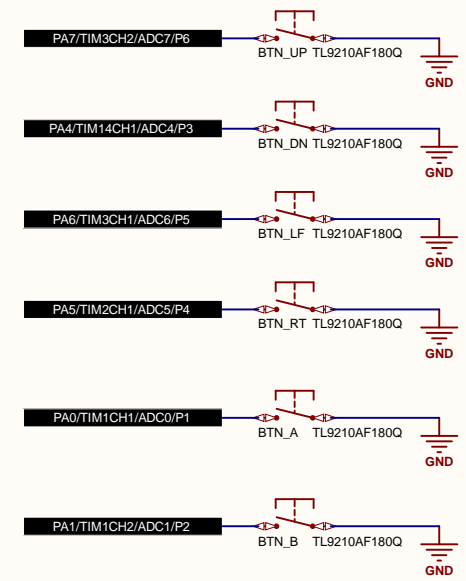 PA7/TIM3CH2/ADC7/P6
BTN_UP TL9210AF180Q
GND
PA4/TIM14CH1/ADC4/P3
BTN_DN TL9210AF180Q
GND
PA6/TIM3CH1/ADC6/P5
BTN_LF TL9210AF180Q
GND
PA5/TIM2CH1/ADC5/P4
BTN_RT TL9210AF180Q
GND
PA0/TIM1CH1/ADC0/P1
BTN_A TL9210AF180Q
GND
PA1/TIM1CH2/ADC1/P2
BTN_B TL9210AF180Q
GND